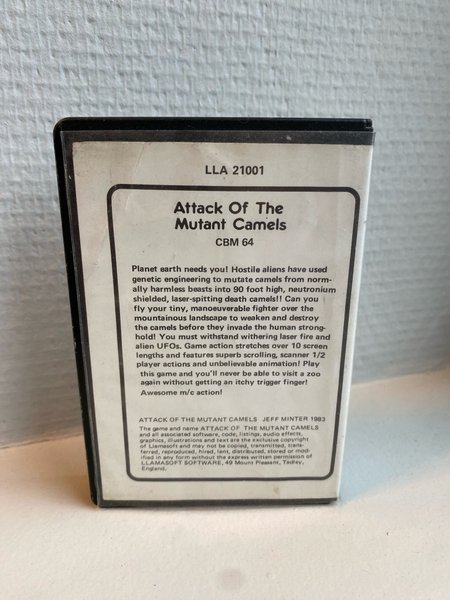 LLA 21001
Attack Of The
Mutant Camels
CBM 64
Planet earth needs you! Hostile aliens have used
genetic engineering to mutate camels from norm-
ally harmless beasts into 90 foot high, neutronium
shielded, laser-spitting death camels!! Can you
fly your tiny, manoeuverable fighter over the
mountainous landscape to weaken and destroy
the camels before they invade the human strong-
hold! You must withstand withering laser fire and
alien UFOs. Game action stretches over 10 screen
lengths and features superb scrolling, scanner 1/2
player actions and unbelievable animation! Play
this game and you'll never be able to visit a zoo
again without getting an itchy trigger finger!
Awesome m/c action!
ATTACK OF THE MUTANT CAMELS JEFF MINTER 1983
The game and name ATTACK OF THE MUTANT CAMELS
and all associated software, code, listings, audio effects,
graphics, illustrations and text are the exclusive copyright
of Llamasoft and may not be copied, transmitted, trans-
ferred, reproduced, hired, lent, distributed, stored or mod-
ified in any form without the express written permission of
LLAMASOFT SOFTWARE, 49 Mount Pleasant, Tadley,
England.